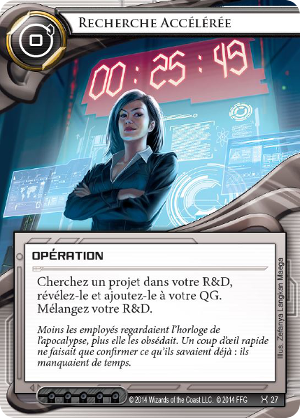 Recherche Accélérée
0
00:25:49
OPÉRATION
Cherchez un projet dans votre R&D,
révélez-le et ajoutez-le à votre QG.
Mélangez votre R&D.
Moins les employés regardaient l'horloge de
l'apocalypse, plus elle les obsédait. Un coup d'œil rapide
ne faisait que confirmer ce qu'ils savaient déjà : ils
manquaient de temps.
Illus. Zefanya Langkan Maega
© 2014 Wizards of the Coast LLC. © 2014 FFG
27